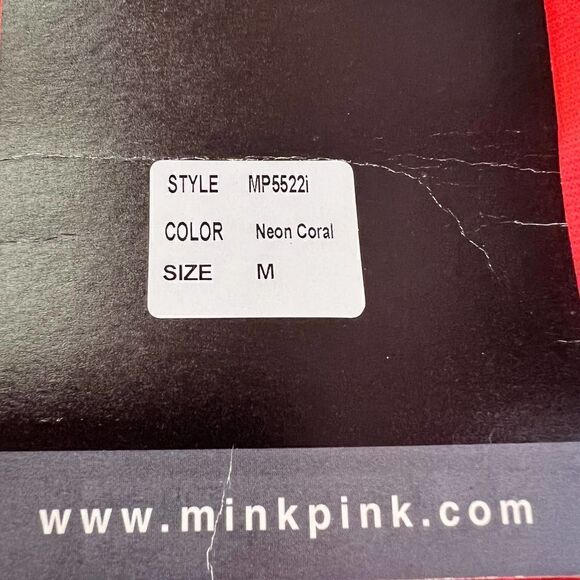 STYLE MP5522i
COLOR Neon Coral
SIZE M
www.minkpink.com